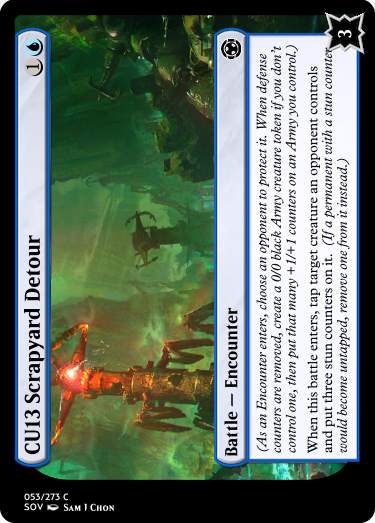 CU13 Scrapyard Detour
1
Battle — Encounter
(As an Encounter enters, choose an opponent to protect it. When defense
counters are removed, create a 0/0 black Army creature token if you don't
control one, then put that many +1/+1 counters on an Army you control.)
When this battle enters, tap target creature an opponent controls
and put three stun counters on it. (If a permanent with a stun counter
would become untapped, remove one from it instead.)
3
053/273 C
SOV Sam I Chon